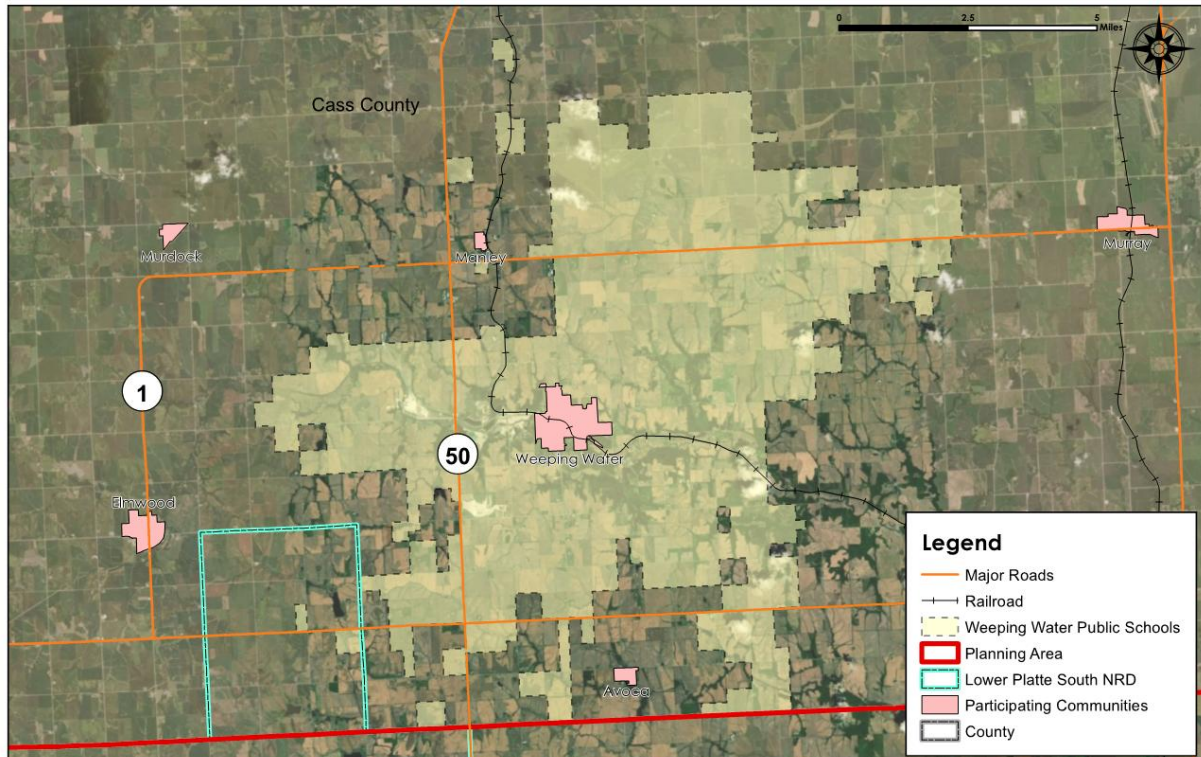 0 2.5 5
Miles
Cass County
Murdock
Manley
Murray
1
50
Weeping Water
Elmwood
Avoca
Legend
Major Roads
Railroad
Weeping Water Public Schools
Planning Area
Lower Platte South NRD
Participating Communities
County